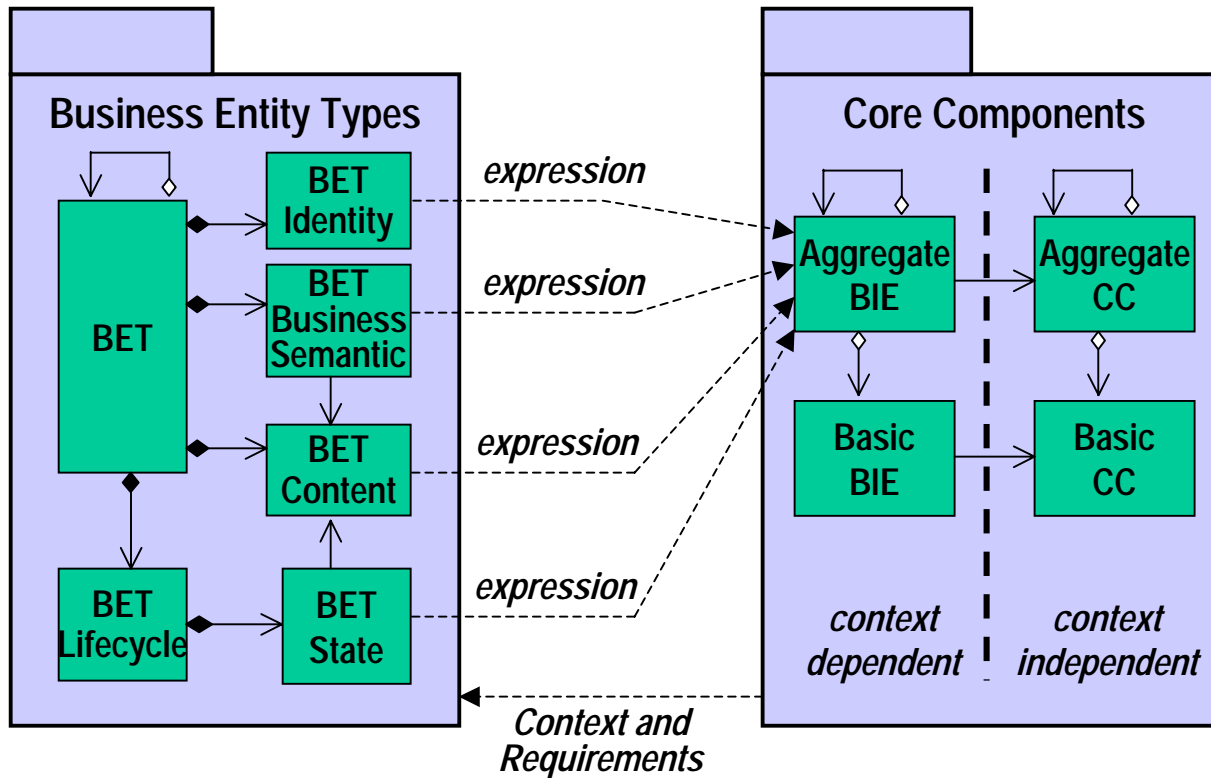 Business Entity Types
BET
Identity
BET
Business
Semantic
BET
BET
Content
BET
Lifecycle
BET
State
expression
expression
expression
expression
Context and
Requirements
Core Components
Aggregate
BIE
Aggregate
CC
Basic
BIE
Basic
CC
context
dependent
context
independent